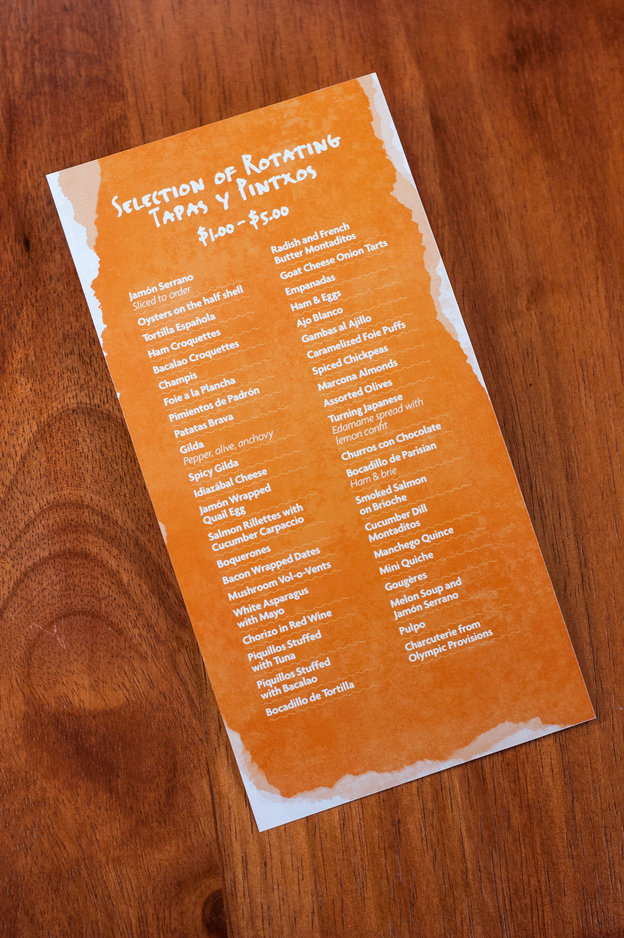 Selection of Rotating
Tapas y Pintxos
$1.00–$5.00
Jamón Serrano
Sliced to order
Oysters on the half shell
Tortilla Española
Ham Croquettes
Bacalao Croquettes
Champis
Foie a la Plancha
Pimientos de Padrón
Patatas Brava
Gilda
Pepper, olive, anchovy
Spicy Gilda
Idiazábal Cheese
Jamón Wrapped
Quail Egg
Salmon Rillettes with
Cucumber Carpaccio
Boquerones
Bacon Wrapped Dates
Mushroom Vol-o-Vents
White Asparagus
with Mayo
Chorizo in Red Wine
Piquillos Stuffed
with Tuna
Piquillos Stuffed
with Bacalao
Bocadillo de Tortilla
Radish and French
Butter Montaditos
Goat Cheese Onion Tarts
Empanadas
Ham & Eggs
Ajo Blanco
Gambas al Ajillo
Caramelized Foie Puffs
Spiced Chickpeas
Marcona Almonds
Assorted Olives
Turning Japanese
Edamame spread with
lemon confit
Churros con Chocolate
Bocadillo de Parisian
Ham & brie
Smoked Salmon
on Brioche
Cucumber Dill
Montaditos
Manchego Quince
Mini Quiche
Gougères
Melon Soup and
Jamón Serrano
Pulpo
Charcuterie from
Olympic Provisions